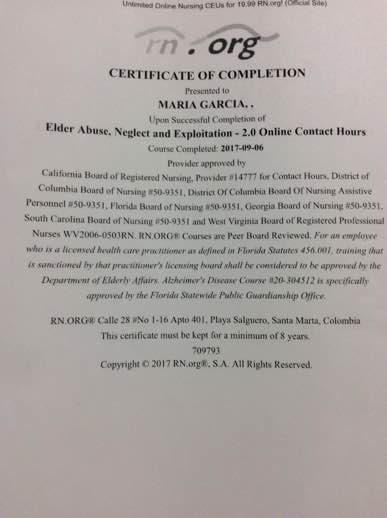 Unlimited Online Nursing CEUs for 19.99 RN.org! (Official Site)
rn.org
CERTIFICATE OF COMPLETION
Presented to
MARIA GARCIA, ,
Upon Successful Completion of
Elder Abuse, Neglect and Exploitation - 2.0 Online Contact Hours
Course Completed: 2017-09-06
Provider approved by
California Board of Registered Nursing, Provider #14777 for Contact Hours, District of
Columbia Board of Nursing #50-9351, District Of Columbia Board Of Nursing Assistive
Personnel #50-9351, Florida Board of Nursing #50-9351, Georgia Board of Nursing #50-9351,
South Carolina Board of Nursing #50-9351 and West Virginia Board of Registered Professional
Nurses WV2006-0503RN. RN.ORG® Courses are Peer Board Reviewed. For an employee
who is a licensed health care practitioner as defined in Florida Statutes 456.001, training that
is sanctioned by that practitioner's licensing board shall be considered to be approved by the
Department of Elderly Affairs. Alzheimer's Disease Course #20-304512 is specifically
approved by the Florida Statewide Public Guardianship Office.
RN.ORG® Calle 28 #No 1-16 Apto 401, Playa Salguero, Santa Marta, Colombia
This certificate must be kept for a minimum of 8 years.
709793
Copyright © 2017 RN.org®, S.A. All Rights Reserved.